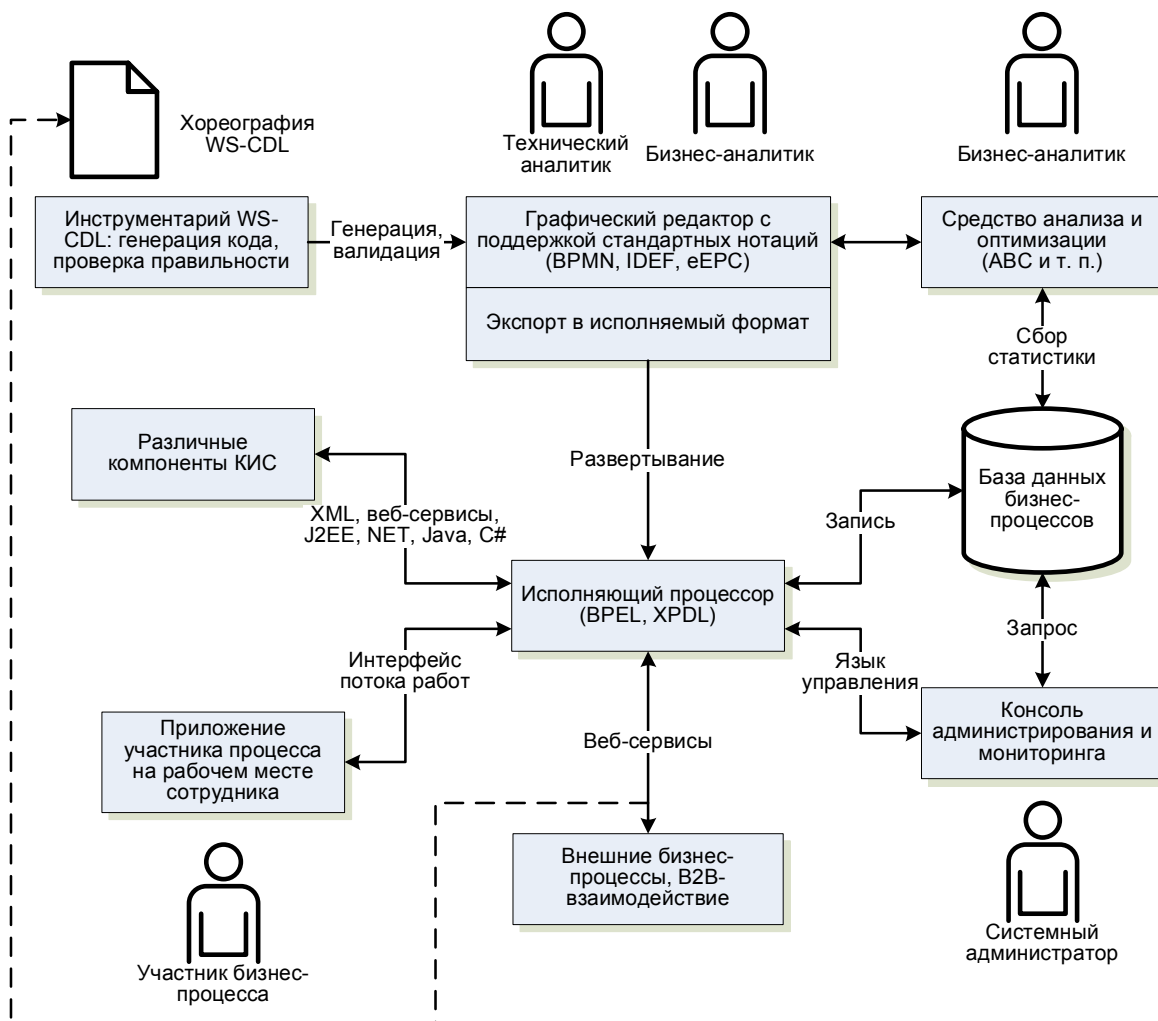 Хореография
WS-CDL
Технический
аналитик
Бизнес-аналитик
Бизнес-аналитик
Инструментарий WS-
CDL: генерация кода,
проверка правильности
Генерация,
валидация
Графический редактор с
поддержкой стандартных нотаций
(BPMN, IDEF, eEPC)
Экспорт в исполняемый формат
Средство анализа и
оптимизации
(ABC и т. п.)
Сбор
статистики
Различные
компоненты КИС
Развертывание
База данных
бизнес-
процессов
XML, веб-сервисы,
J2EE, NET, Java, C#
Запись
Исполняющий процессор
(BPEL, XPDL)
Запрос
Интерфейс
потока работ
Язык
управления
Приложение
участника процесса
на рабочем месте
сотрудника
Веб-сервисы
Консоль
администрирования и
мониторинга
Внешние бизнес-
процессы, B2B-
взаимодействие
Системный
администратор
Участник бизнес-
процесса